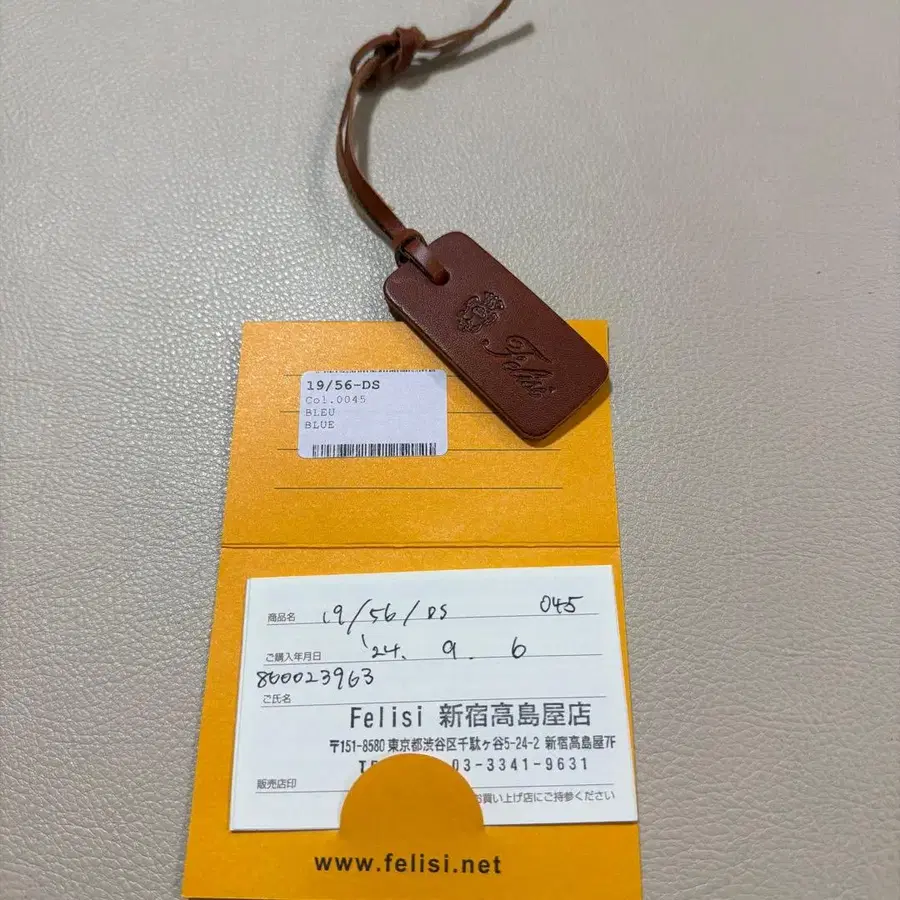 Felisi
19/56-DS
Col.0045
BLEU
BLUE
商品名 19/56/DS 045
ご購入年月日 '24. 9. 6
860023963
ご氏名
Felisi 新宿高島屋店
〒151-8580 東京都渋谷区千駄ヶ谷5-24-2 新宿高島屋7F
03-3341-9631
販売店印
お買い上げ店にご持参ください
www.felisi.net